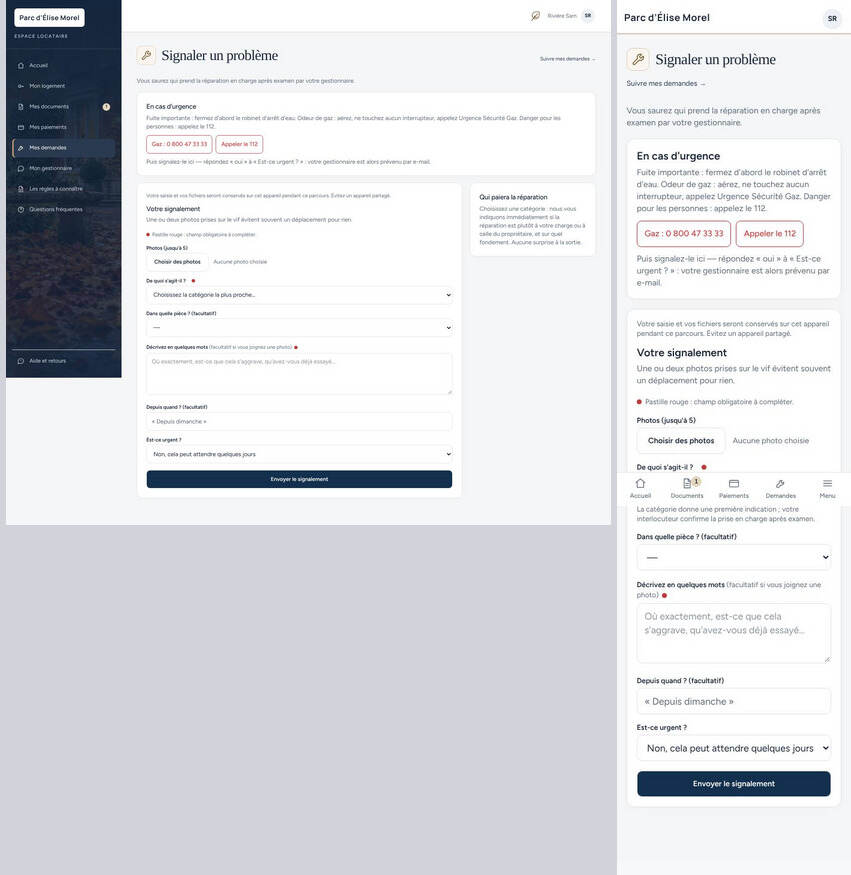 Parc d'Élise Morel
ESPACE LOCATAIRE
Accueil
Mon logement
Mes documents
1
Mes paiements
Mes demandes
Mon gestionnaire
Les règles à connaître
Questions fréquentes
Aide et retours
Rivière Sam
SR
Signaler un problème
Suivre mes demandes →
Vous saurez qui prend la réparation en charge après examen par votre gestionnaire.
En cas d'urgence
Fuite importante : fermez d'abord le robinet d'arrêt d'eau. Odeur de gaz : aérez, ne touchez aucun interrupteur, appelez Urgence Sécurité Gaz. Danger pour les
personnes : appelez le 112.
Gaz : 0 800 47 33 33
Appeler le 112
Puis signalez-le ici — répondez « oui » à « Est-ce urgent ? » : votre gestionnaire est alors prévenu par e-mail.
Votre saisie et vos fichiers seront conservés sur cet appareil pendant ce parcours. Évitez un appareil partagé.
Votre signalement
Une ou deux photos prises sur le vif évitent souvent un déplacement pour rien.
Pastille rouge : champ obligatoire à compléter.
Photos (jusqu'à 5)
Choisir des photos
Aucune photo choisie
De quoi s'agit-il ?
Choisissez la catégorie la plus proche…
Dans quelle pièce ? (facultatif)
—
Décrivez en quelques mots (facultatif si vous joignez une photo)
Où exactement, est-ce que cela s'aggrave, qu'avez-vous déjà essayé…
Depuis quand ? (facultatif)
« Depuis dimanche »
Est-ce urgent ?
Non, cela peut attendre quelques jours
Envoyer le signalement
Qui paiera la réparation
Choisissez une catégorie : nous vous
indiquons immédiatement si la
réparation est plutôt à votre charge ou à
celle du propriétaire, et sur quel
fondement. Aucune surprise à la sortie.
Parc d'Élise Morel
SR
Signaler un problème
Suivre mes demandes →
Vous saurez qui prend la réparation en charge après
examen par votre gestionnaire.
En cas d'urgence
Fuite importante : fermez d'abord le robinet d'arrêt
d'eau. Odeur de gaz : aérez, ne touchez aucun
interrupteur, appelez Urgence Sécurité Gaz. Danger
pour les personnes : appelez le 112.
Gaz : 0 800 47 33 33
Appeler le 112
Puis signalez-le ici — répondez « oui » à « Est-ce
urgent ? » : votre gestionnaire est alors prévenu par
e-mail.
Votre saisie et vos fichiers seront conservés sur cet appareil
pendant ce parcours. Évitez un appareil partagé.
Votre signalement
Une ou deux photos prises sur le vif évitent souvent
un déplacement pour rien.
Pastille rouge : champ obligatoire à compléter.
Photos (jusqu'à 5)
Choisir des photos
Aucune photo choisie
De quoi s'agit-il ?
Accueil
1
Documents
Paiements
Demandes
Menu
La catégorie donne une première indication ; votre
interlocuteur confirme la prise en charge après examen.
Dans quelle pièce ? (facultatif)
—
Décrivez en quelques mots (facultatif si vous joignez une
photo)
Où exactement, est-ce que cela
s'aggrave, qu'avez-vous déjà essayé…
Depuis quand ? (facultatif)
« Depuis dimanche »
Est-ce urgent ?
Non, cela peut attendre quelques jours
Envoyer le signalement